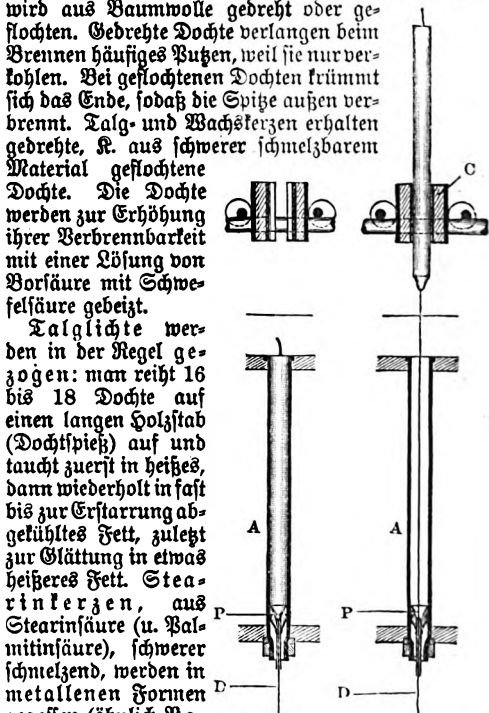 wird aus Baumwolle gedreht oder ge⸗
flochten. Gedrehte Dochte verlangen beim
Brennen häufiges Putzen, weil sie nur ver⸗
kohlen. Bei geflochtenen Dochten krümmt
sich das Ende, sodaß die Spitze außen ver⸗
brennt. Talg⸗ und Wachskerzen erhalten
gedrehte, K. aus schwerer schmelzbarem
Material geflochtene
Dochte. Die Dochte
werden zur Erhöhung
ihrer Verbrennbarkeit
mit einer Lösung von
Borsäure mit Schwe⸗
felsäure gebeizt.
Talglichte wer⸗
den in der Regel ge⸗
zogen: man reiht 16
bis 18 Dochte auf
einen langen Holzstab
(Dochtspieß) auf und
taucht zuerst in heißes,
dann wiederholt in fast
bis zur Erstarrung ab⸗
gekühltes Fett, zuletzt
zur Glättung in etwas
heißeres Fett. Stea⸗
rinkerzen, aus
Stearinsäure (u. Pal⸗
mitinsäure), schwerer
schmelzend, werden in
metallenen Formen
C
A
A
P
P
D
D